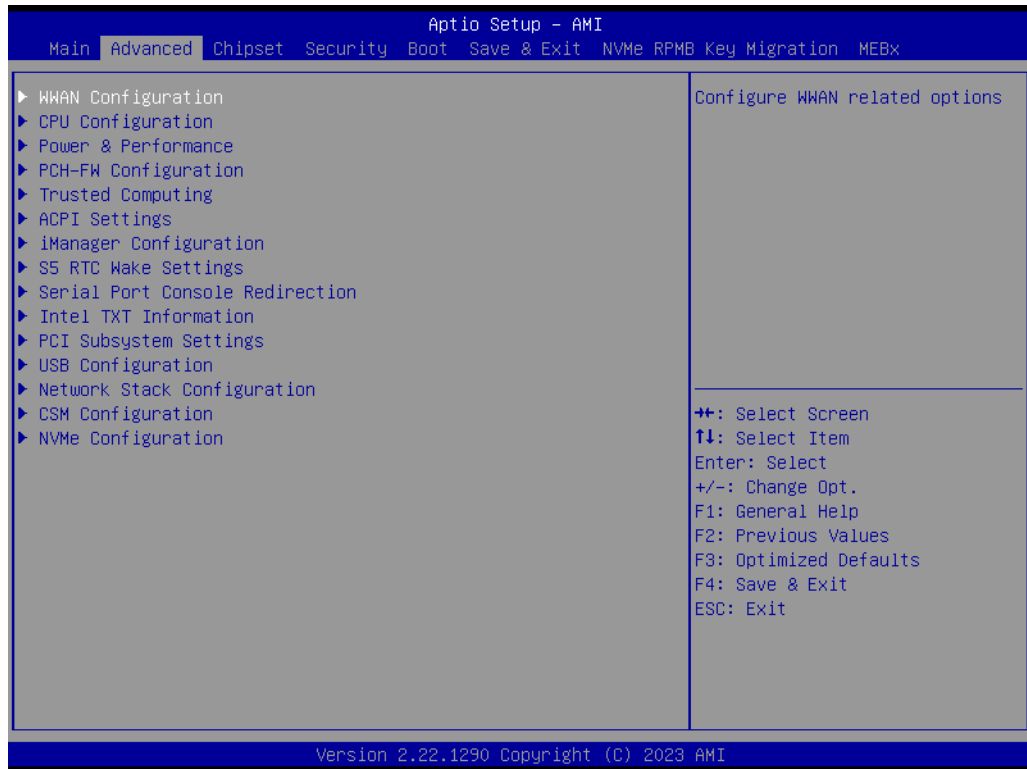 Aptio Setup – AMI
Main Advanced Chipset Security Boot Save & Exit NVMe RPMB Key Migration MEBx
▶ WWAN Configuration
▶ CPU Configuration
▶ Power & Performance
▶ PCH-FW Configuration
▶ Trusted Computing
▶ ACPI Settings
▶ iManager Configuration
▶ S5 RTC Wake Settings
▶ Serial Port Console Redirection
▶ Intel TXT Information
▶ PCI Subsystem Settings
▶ USB Configuration
▶ Network Stack Configuration
▶ CSM Configuration
▶ NVMe Configuration
Configure WWAN related options
→←: Select Screen
↑↓: Select Item
Enter: Select
+/-: Change Opt.
F1: General Help
F2: Previous Values
F3: Optimized Defaults
F4: Save & Exit
ESC: Exit
Version 2.22.1290 Copyright (C) 2023 AMI